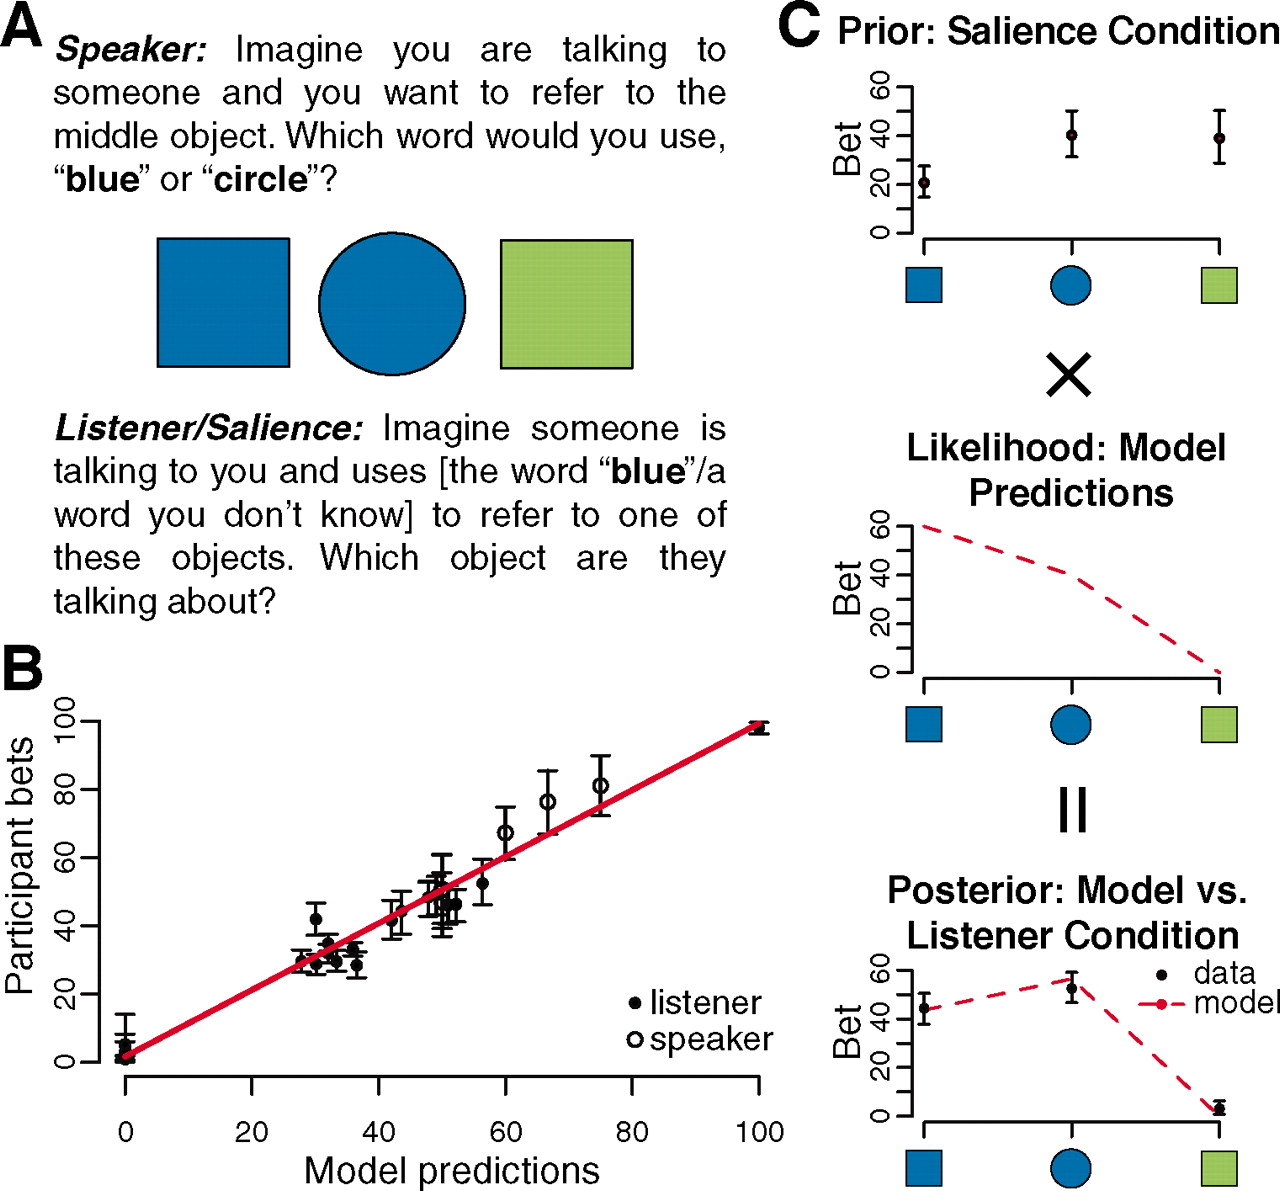 A
Speaker: Imagine you are talking to
someone and you want to refer to the
middle object. Which word would you use,
“blue” or “circle”?
Listener/Salience: Imagine someone is
talking to you and uses [the word “blue”/a
word you don’t know] to refer to one of
these objects. Which object are they
talking about?
B
Participant bets
100
80
60
40
20
0
listener
speaker
0 20 40 60 80 100
Model predictions
C
Prior: Salience Condition
Bet
60
40
20
0
×
Likelihood: Model
Predictions
Bet
60
40
20
0
=
Posterior: Model vs.
Listener Condition
data
model
Bet
60
40
20
0